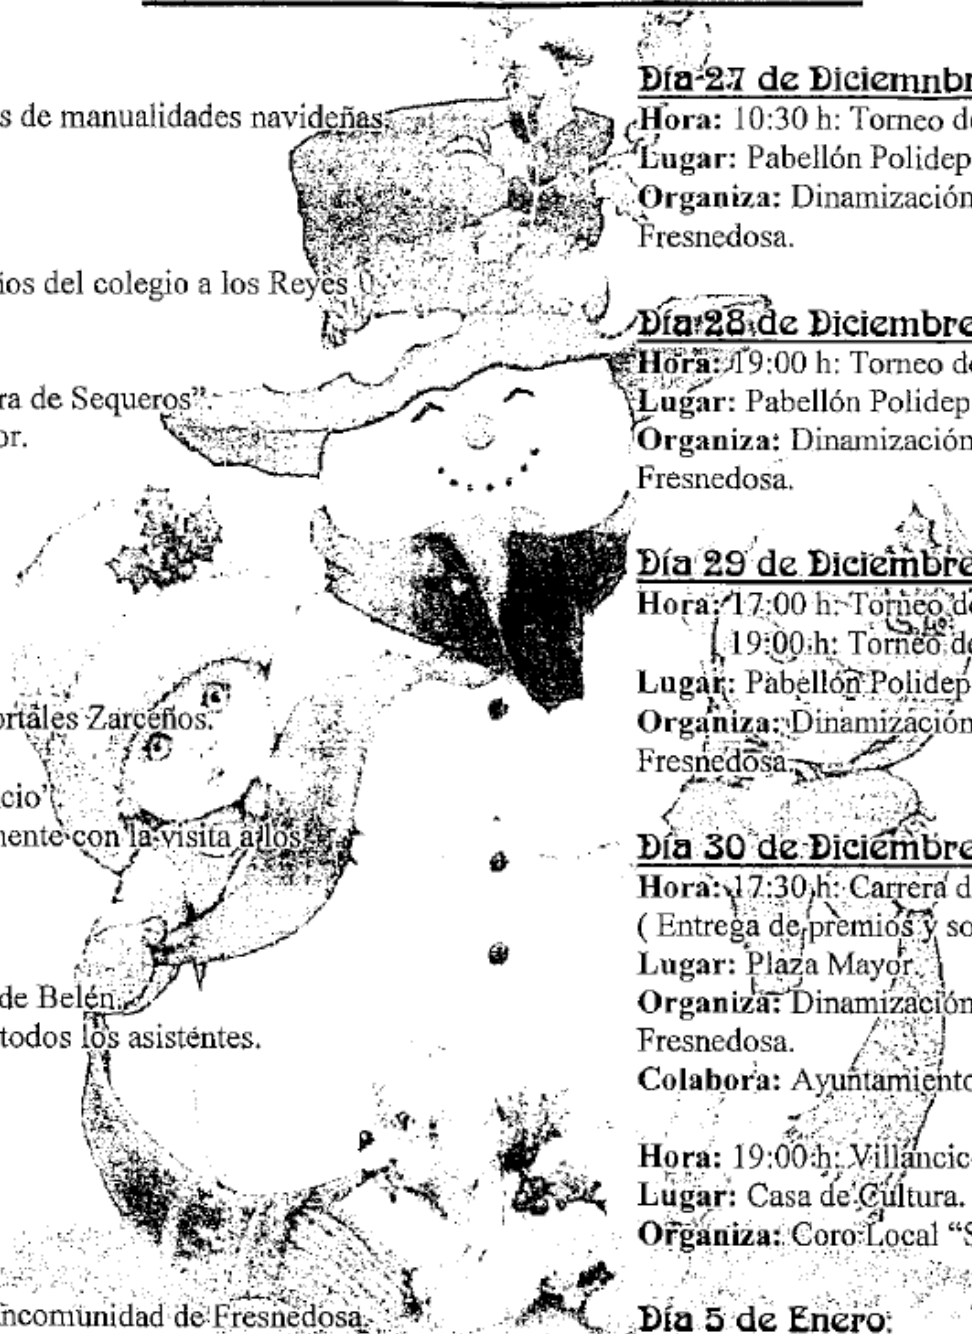 s de manualidades navideñas.
ños del colegio a los Reyes
ra de Sequeros”.
or.
ortales Zarceños.
cio”.
mente con la visita a los
de Belén.
todos los asistentes.
ncomunidad de Fresnedosa.
Día 27 de Diciemnbr
Hora: 10:30 h: Torneo de
Lugar: Pabellón Polidep
Organiza: Dinamización
Fresnedosa.
Día 28 de Diciembre
Hora: 19:00 h: Torneo de
Lugar: Pabellón Polidep
Organiza: Dinamización
Fresnedosa.
Día 29 de Diciembre
Hora: 17:00 h: Torneo de
19:00 h: Torneo de
Lugar: Pabellón Polidep
Organiza: Dinamización
Fresnedosa.
Día 30 de Diciembre
Hora: 17:30 h: Carrera d
( Entrega de premios y so
Lugar: Plaza Mayor.
Organiza: Dinamización
Fresnedosa.
Colabora: Ayuntamiento
Hora: 19:00 h: Villancic
Lugar: Casa de Cultura.
Organiza: Coro Local “S
Día 5 de Enero: